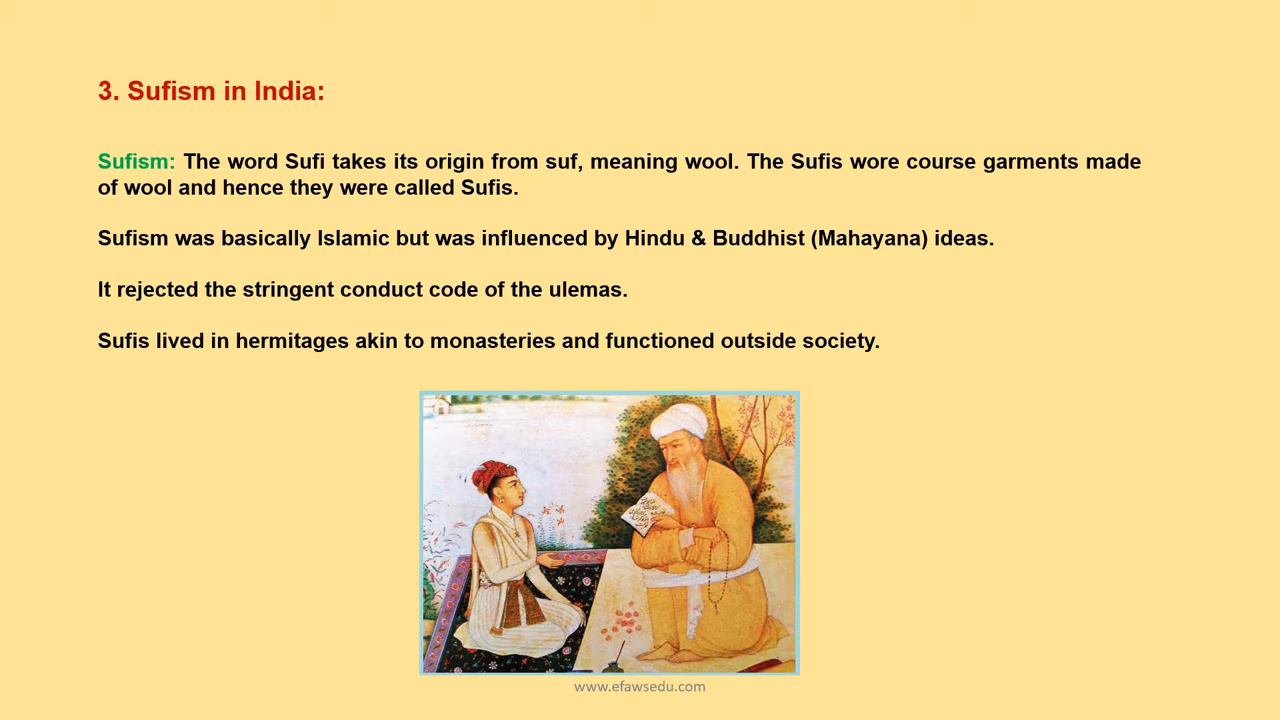 3. Sufism in India:
Sufism: The word Sufi takes its origin from suf, meaning wool. The Sufis wore course garments made
of wool and hence they were called Sufis.
Sufism was basically Islamic but was influenced by Hindu & Buddhist (Mahayana) ideas.
It rejected the stringent conduct code of the ulemas.
Sufis lived in hermitages akin to monasteries and functioned outside society.
www.efawsedu.com